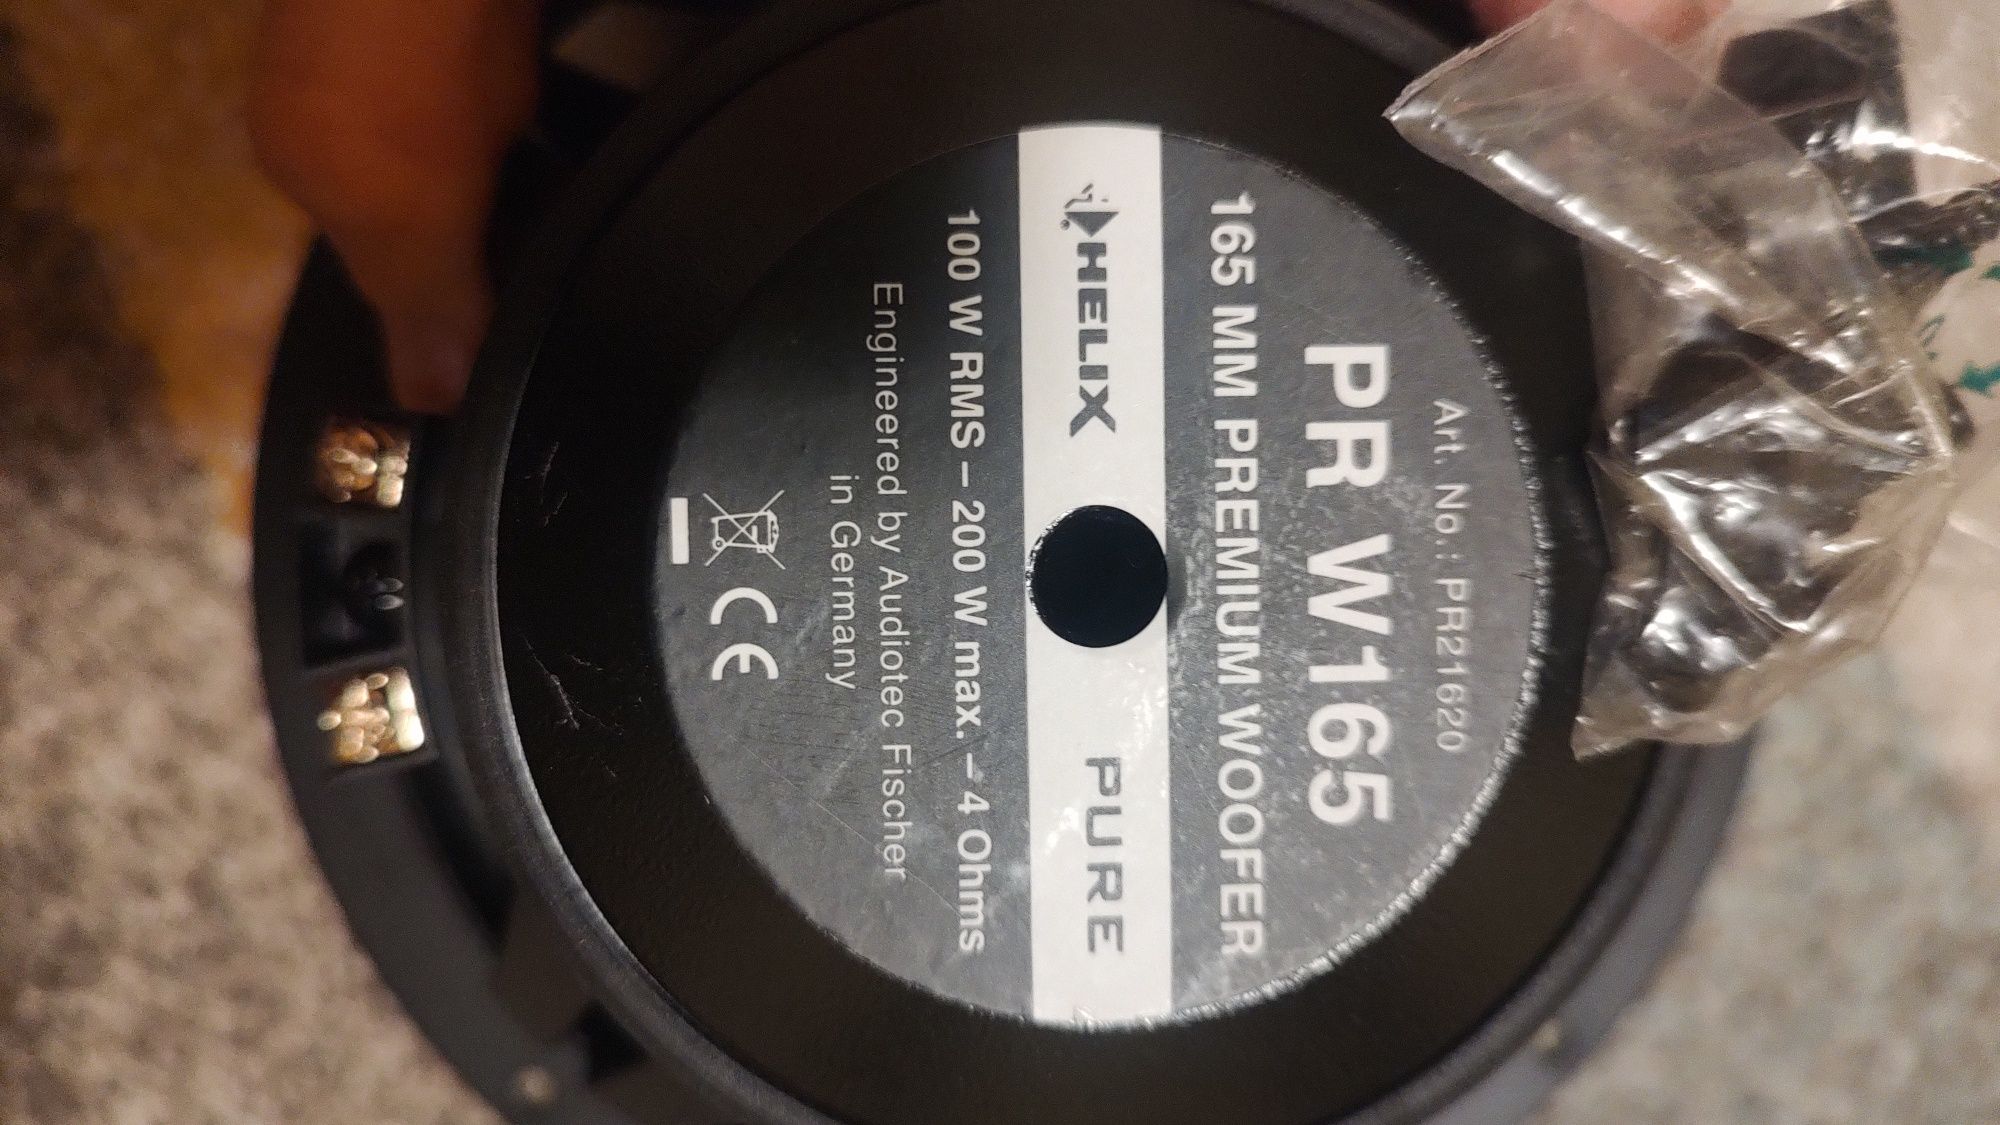 Art. No.: PR21620
PR W165
165 MM PREMIUM WOOFER
HELIX PURE
100 W RMS – 200 W max. – 4 Ohms
Engineered by Audiotec Fischer
in Germany
CE